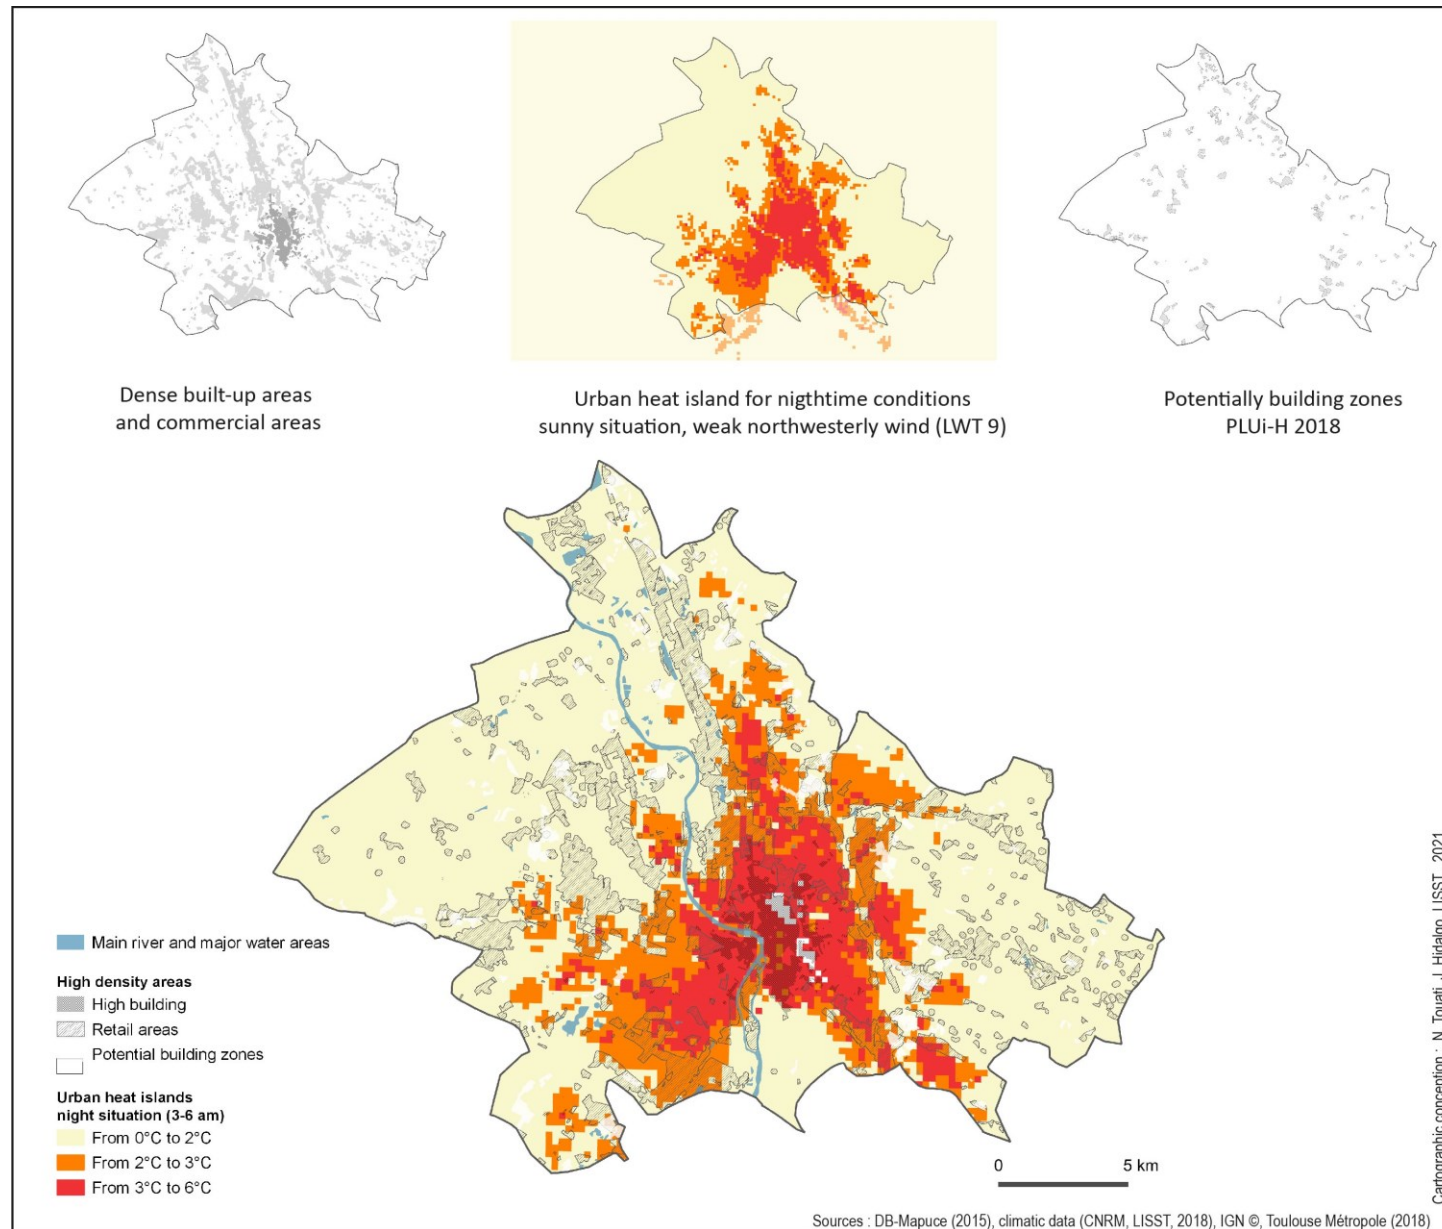 Dense built-up areas
and commercial areas
Urban heat island for nigthtime conditions
sunny situation, weak northwesterly wind (LWT 9)
Potentially building zones
PLUi-H 2018
Main river and major water areas
High density areas
High building
Retail areas
Potential building zones
Urban heat islands
night situation (3-6 am)
From 0°C to 2°C
From 2°C to 3°C
From 3°C to 6°C
0 5 km
Cartographic conception : N. Touati, J. Hidalgo, LISST, 2021
Sources : DB-Mapuce (2015), climatic data (CNRM, LISST, 2018), IGN ©, Toulouse Métropole (2018)